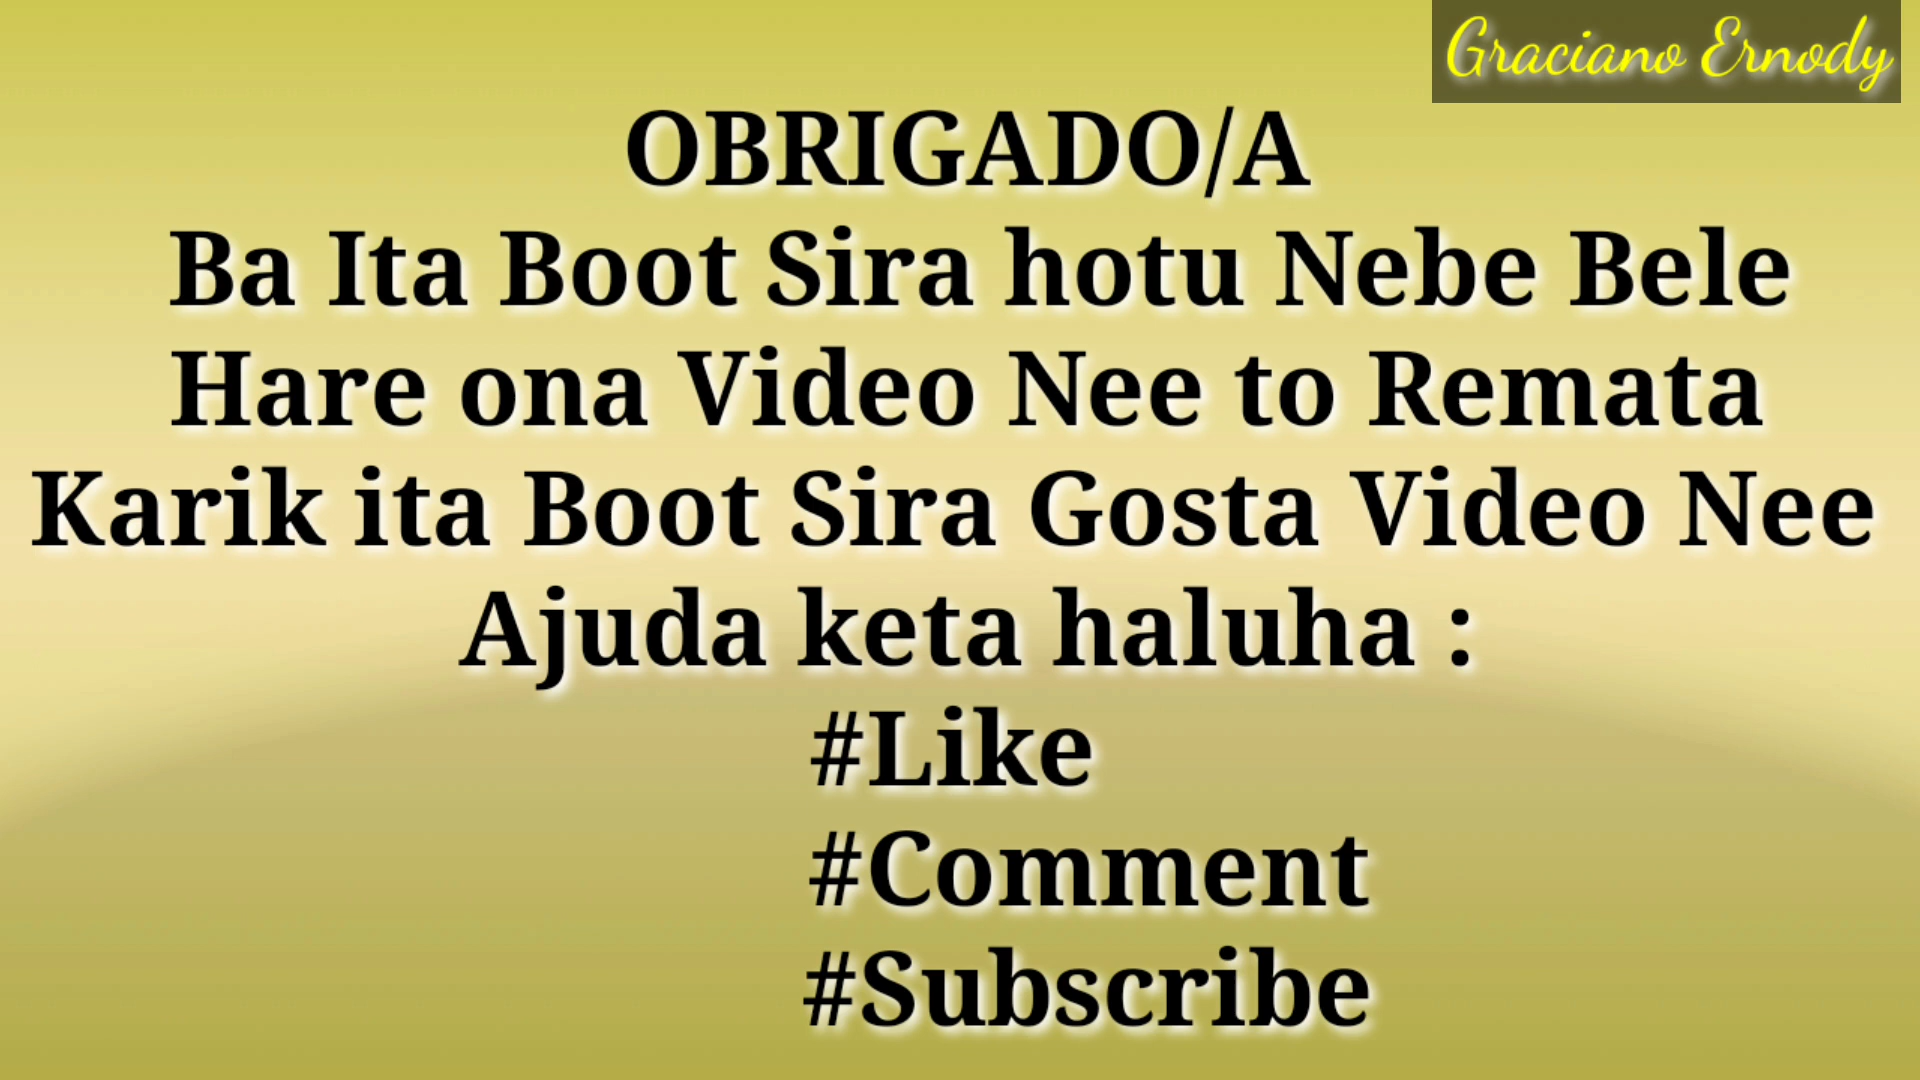 Graciano Ernody
OBRIGADO/A
Ba Ita Boot Sira hotu Nebe Bele
Hare ona Video Nee to Remata
Karik ita Boot Sira Gosta Video Nee
Ajuda keta haluha :
#Like
#Comment
#Subscribe